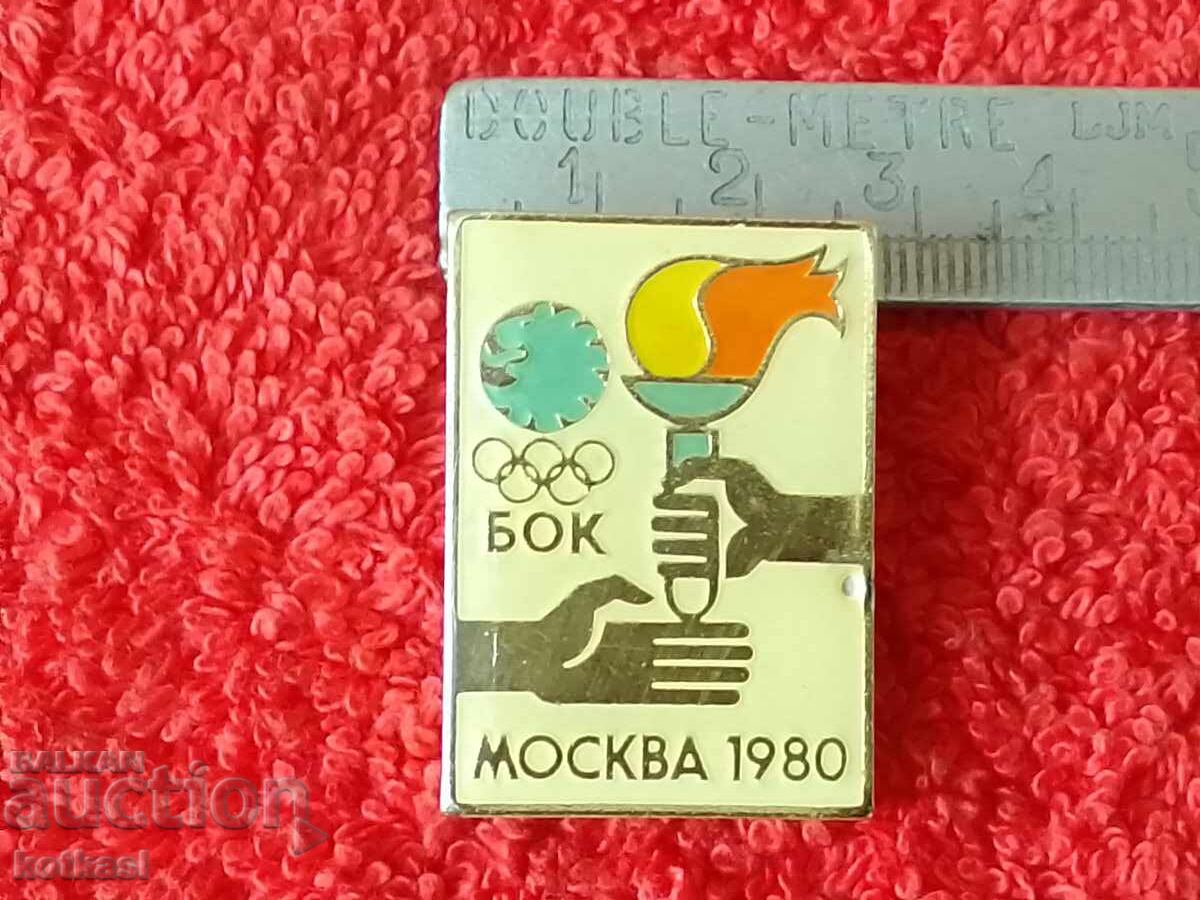 DOUBLE-METRE LJM
1 2 3 4
БОК
МОСКВА 1980
BALKAN
auction
kotkasl